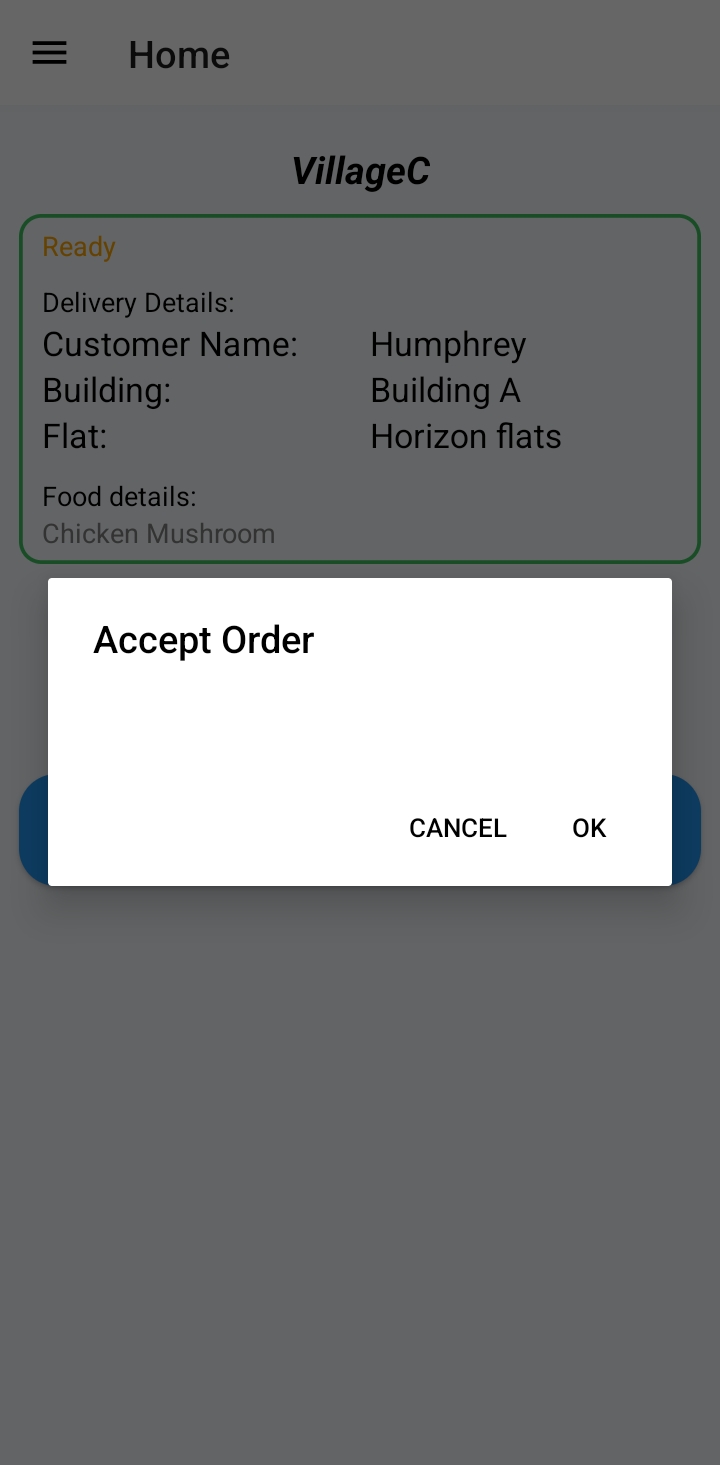 Home
VillageC
Ready
Delivery Details:
Customer Name: Humphrey
Building: Building A
Flat: Horizon flats
Food details:
Chicken Mushroom
Accept Order
CANCEL OK